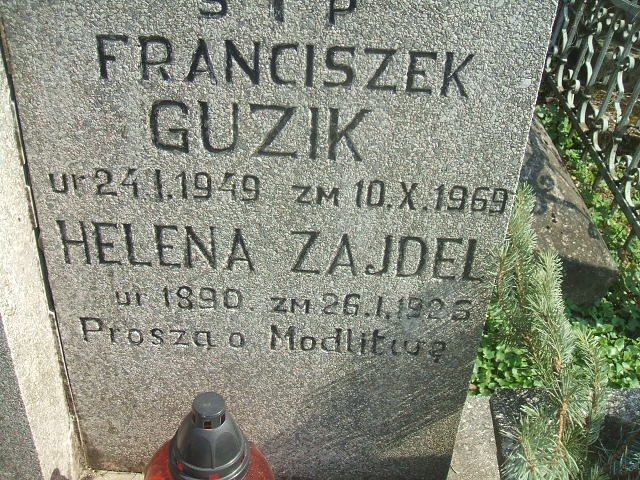 S I P
FRANCISZEK
GUZIK
ur 24.I.1949 zm 10.X.1969
HELENA ZAJDEL
ur 1890. zm 26.I.1926
Proszą o Modlitwę